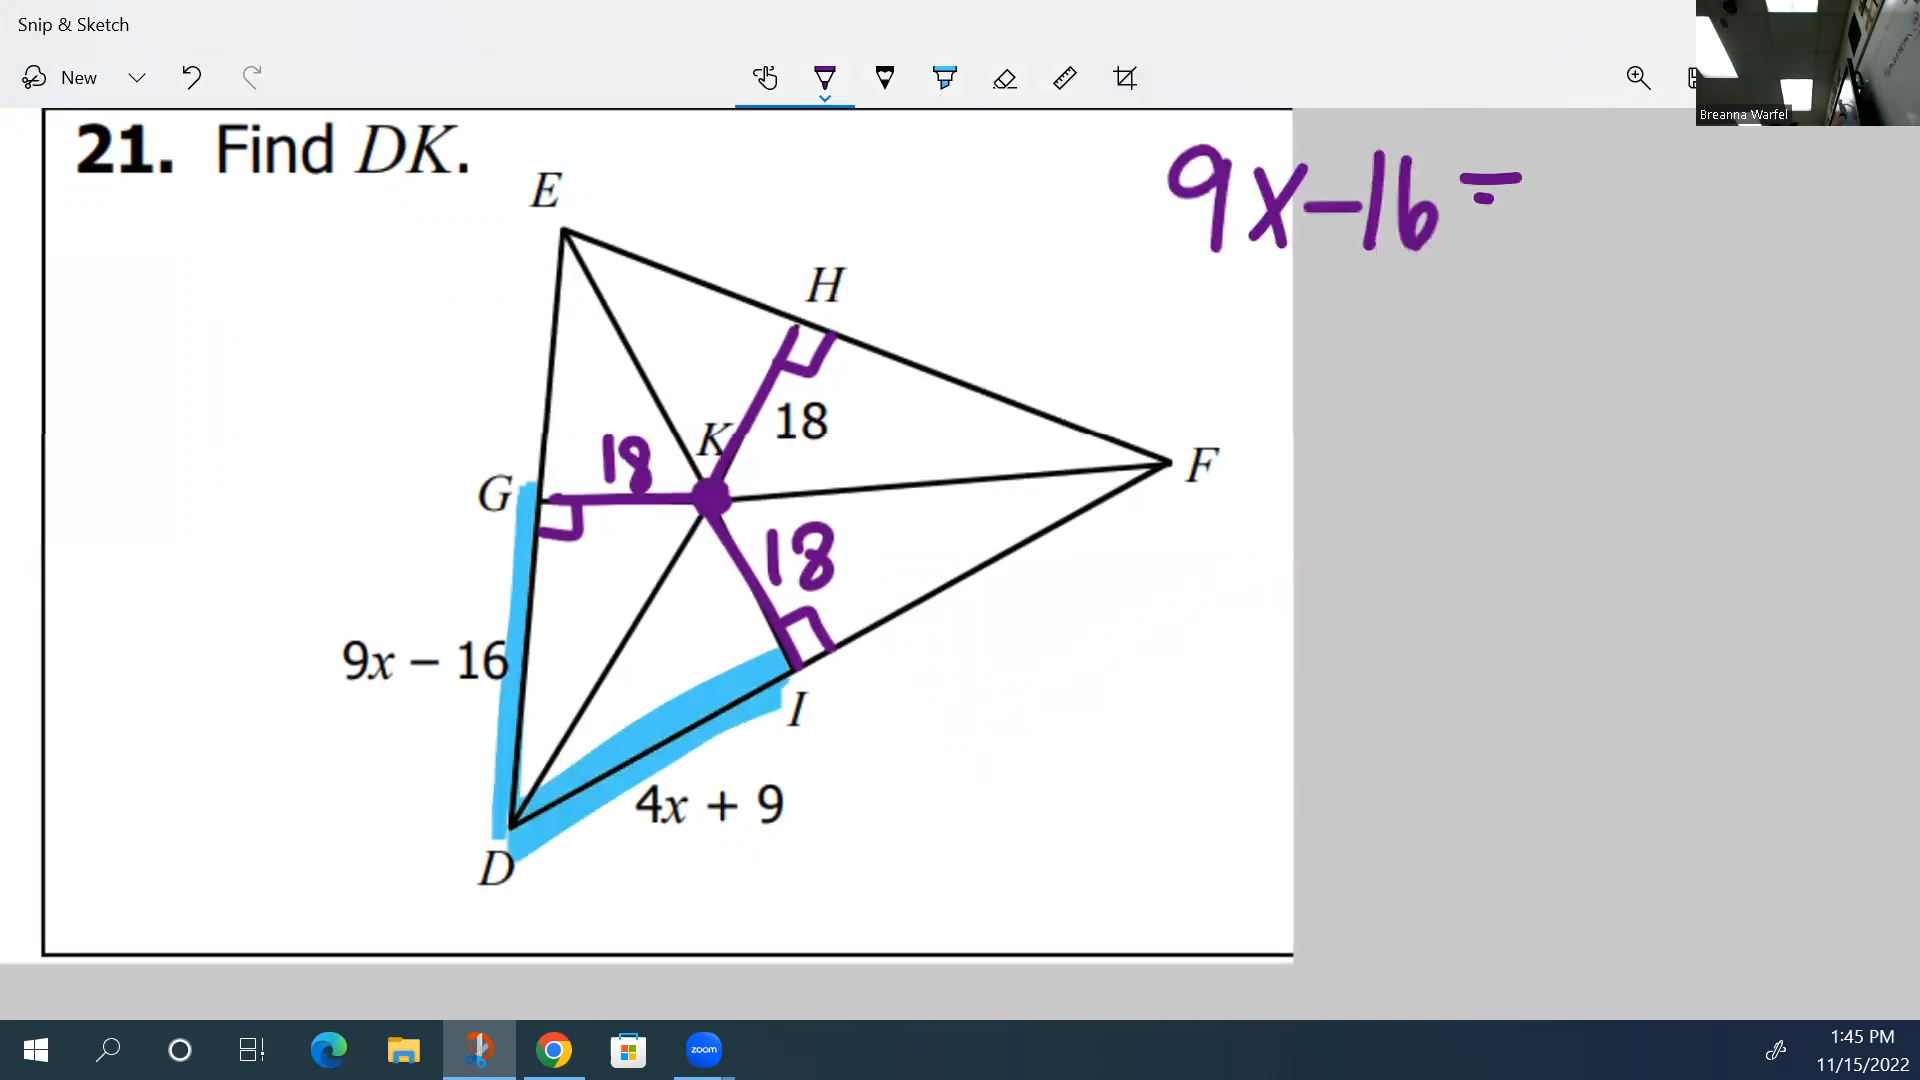 Snip & Sketch
New
Breanna Warfel
21. Find DK.
9x-16=
E
H
18
K
18
G
F
18
9x – 16
I
4x + 9
D
zoom
1:45 PM
11/15/2022